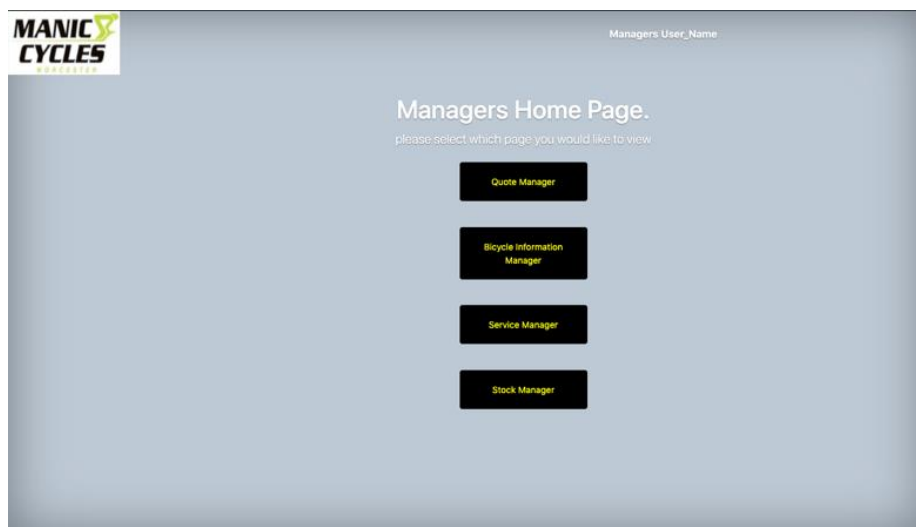 MANIC
CYCLES
WORCESTER
Managers User_Name
Managers Home Page.
please select which page you would like to view
Quote Manager
Bicycle Information
Manager
Service Manager
Stock Manager